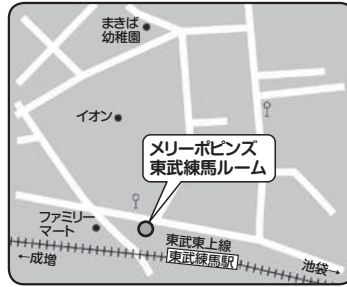 まきば
幼稚園
イオン
メリーポピンズ
東武練馬ルーム
ファミリー
マート
東武東上線
東武練馬駅
←成増
池袋→